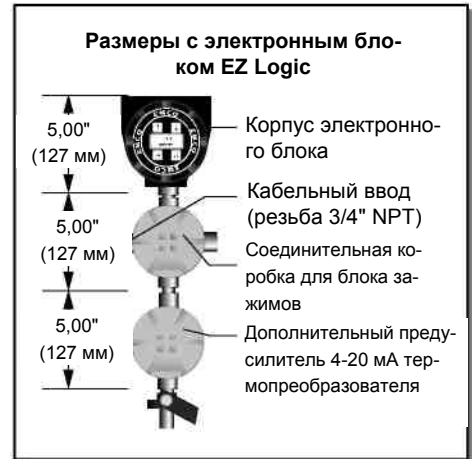 Размеры с электронным бло-
ком EZ Logic
5,00"
(127 мм)
Корпус электронно-
го блока
Кабельный ввод
(резьба 3/4" NPT)
5,00"
(127 мм)
Соединительная ко-
робка для блока за-
жимов
5,00"
(127 мм)
Дополнительный преду-
силитель 4-20 мА тер-
мопреобразователя
EMCO
EMCO